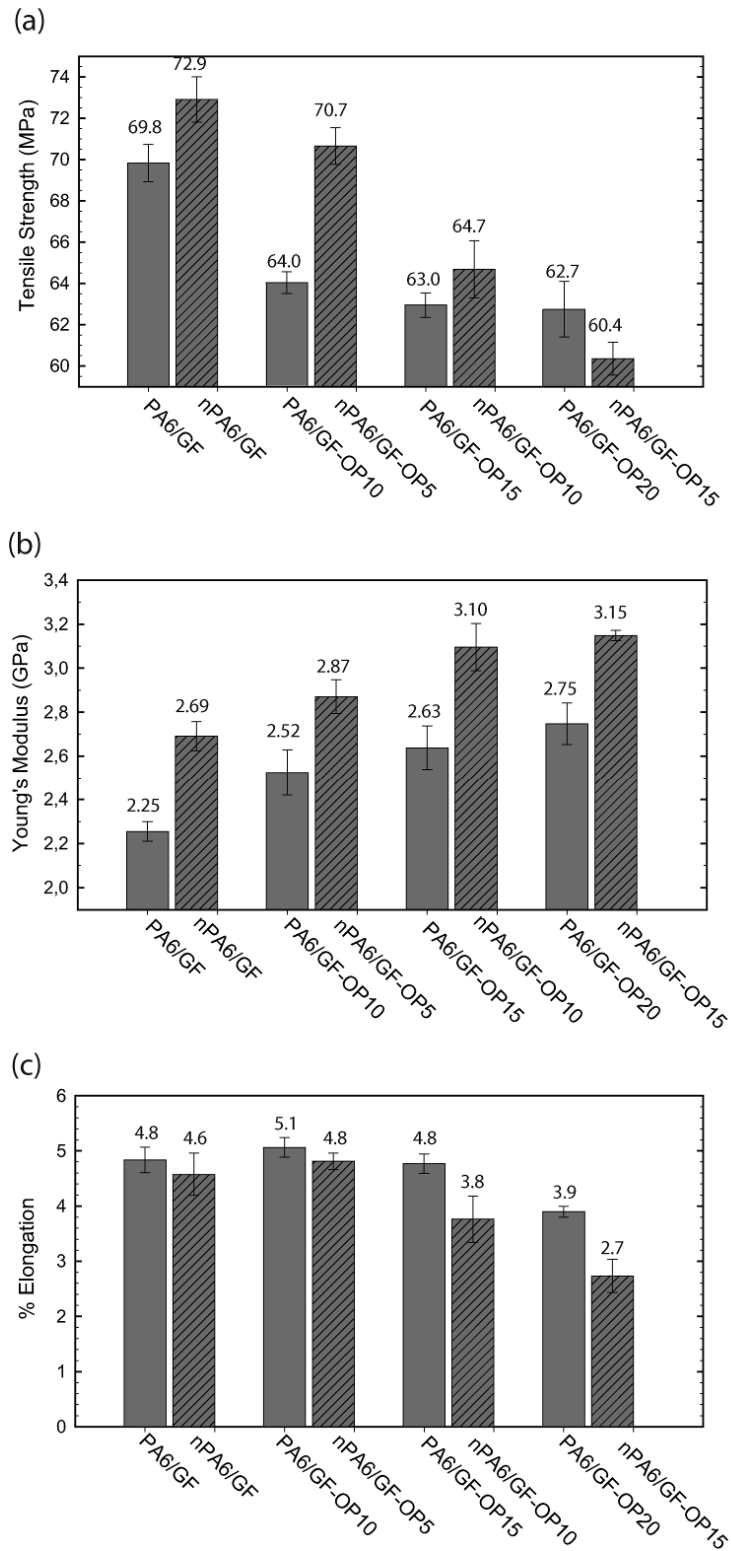 (a)
Tensile Strength (MPa)
74
72
70
68
66
64
62
60
69.8
72.9
64.0
70.7
63.0
64.7
62.7
60.4
PA6/GF
nPA6/GF
PA6/GF-OP10
nPA6/GF-OP5
PA6/GF-OP15
nPA6/GF-OP10
PA6/GF-OP20
nPA6/GF-OP15
(b)
Young's Modulus (GPa)
3,4
3,2
3,0
2,8
2,6
2,4
2,2
2,0
2.25
2.69
2.52
2.87
2.63
3.10
2.75
3.15
PA6/GF
nPA6/GF
PA6/GF-OP10
nPA6/GF-OP5
PA6/GF-OP15
nPA6/GF-OP10
PA6/GF-OP20
nPA6/GF-OP15
(c)
% Elongation
6
5
4
3
2
1
0
4.8
4.6
5.1
4.8
4.8
3.8
3.9
2.7
PA6/GF
nPA6/GF
PA6/GF-OP10
nPA6/GF-OP5
PA6/GF-OP15
nPA6/GF-OP10
PA6/GF-OP20
nPA6/GF-OP15